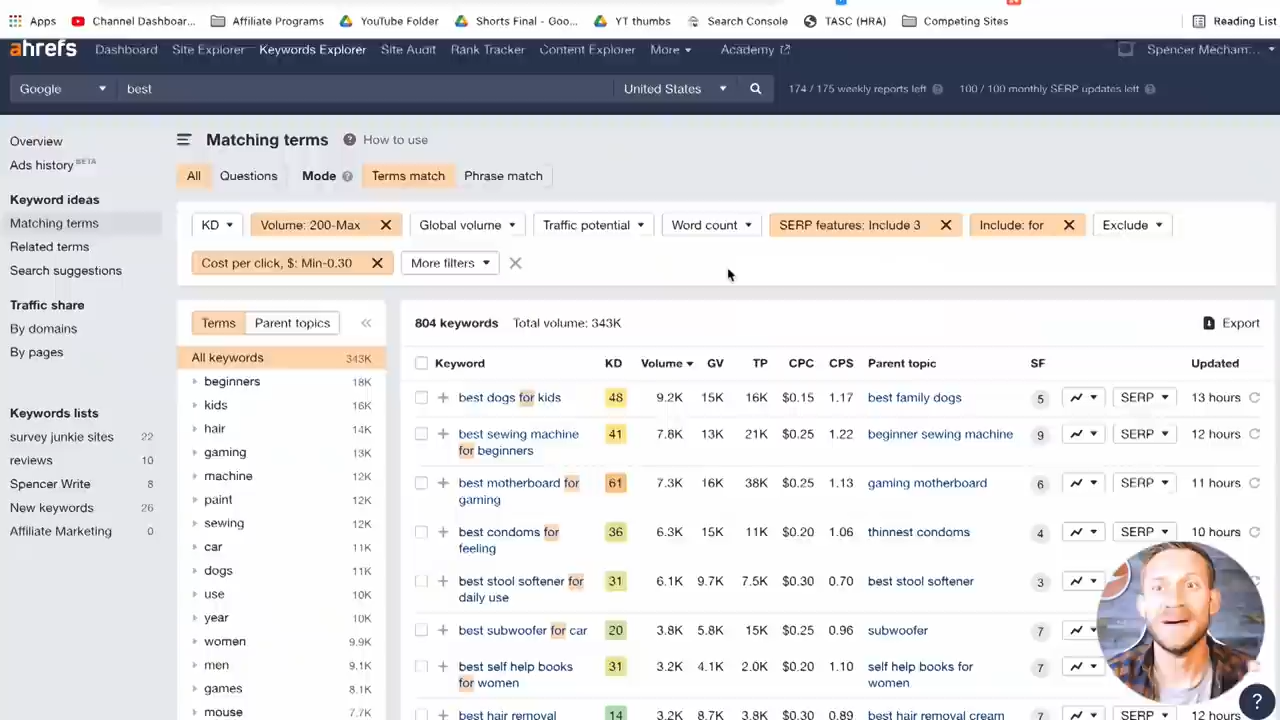 Apps Channel Dashboar... Affiliate Programs YouTube Folder Shorts Final - Goo... YT thumbs Search Console TASC (HRA) Competing Sites Reading List
ahrefs Dashboard Site Explorer Keywords Explorer Site Audit Rank Tracker Content Explorer More Academy Spencer Mecham...
Google best United States 174 / 175 weekly reports left 100 / 100 monthly SERP updates left
Overview
Ads history BETA
Keyword ideas
Matching terms
Related terms
Search suggestions
Traffic share
By domains
By pages
Keywords lists
survey junkie sites 22
reviews 10
Spencer Write 8
New keywords 26
Affiliate Marketing 0
Matching terms ? How to use
All Questions Mode ? Terms match Phrase match
KD Volume: 200-Max Global volume Traffic potential Word count SERP features: Include 3 Include: for Exclude
Cost per click, $: Min-0.30 More filters
Terms Parent topics
All keywords 343K
beginners 18K
kids 16K
hair 14K
gaming 13K
machine 12K
paint 12K
sewing 12K
car 11K
dogs 11K
use 10K
year 10K
women 9.9K
men 9.1K
games 8.1K
mouse 7.7K
804 keywords Total volume: 343K Export
Keyword KD Volume GV TP CPC CPS Parent topic SF Updated
best dogs for kids 48 9.2K 15K 16K $0.15 1.17 best family dogs 5 SERP 13 hours
best sewing machine 41 7.8K 13K 21K $0.25 1.22 beginner sewing machine 9 SERP 12 hours
for beginners
best motherboard for 61 7.3K 16K 38K $0.25 1.13 gaming motherboard 6 SERP 11 hours
gaming
best condoms for 36 6.3K 15K 11K $0.20 1.06 thinnest condoms 4 SERP 10 hours
feeling
best stool softener for 31 6.1K 9.7K 7.5K $0.30 0.70 best stool softener 3
daily use
best subwoofer for car 20 3.8K 5.8K 15K $0.25 0.96 subwoofer 7
best self help books 31 3.2K 4.1K 2.0K $0.20 1.10 self help books for 7
for women women
best hair removal 14 3.2K 8.7K 3.8K $0.30 0.89 best hair removal cream 7 SERP 12 hours
?